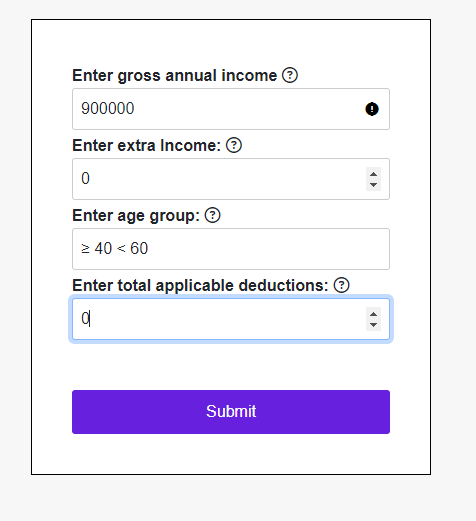 Enter gross annual income ?
900000
Enter extra Income: ?
0
Enter age group: ?
≥ 40 < 60
Enter total applicable deductions: ?
0
Submit